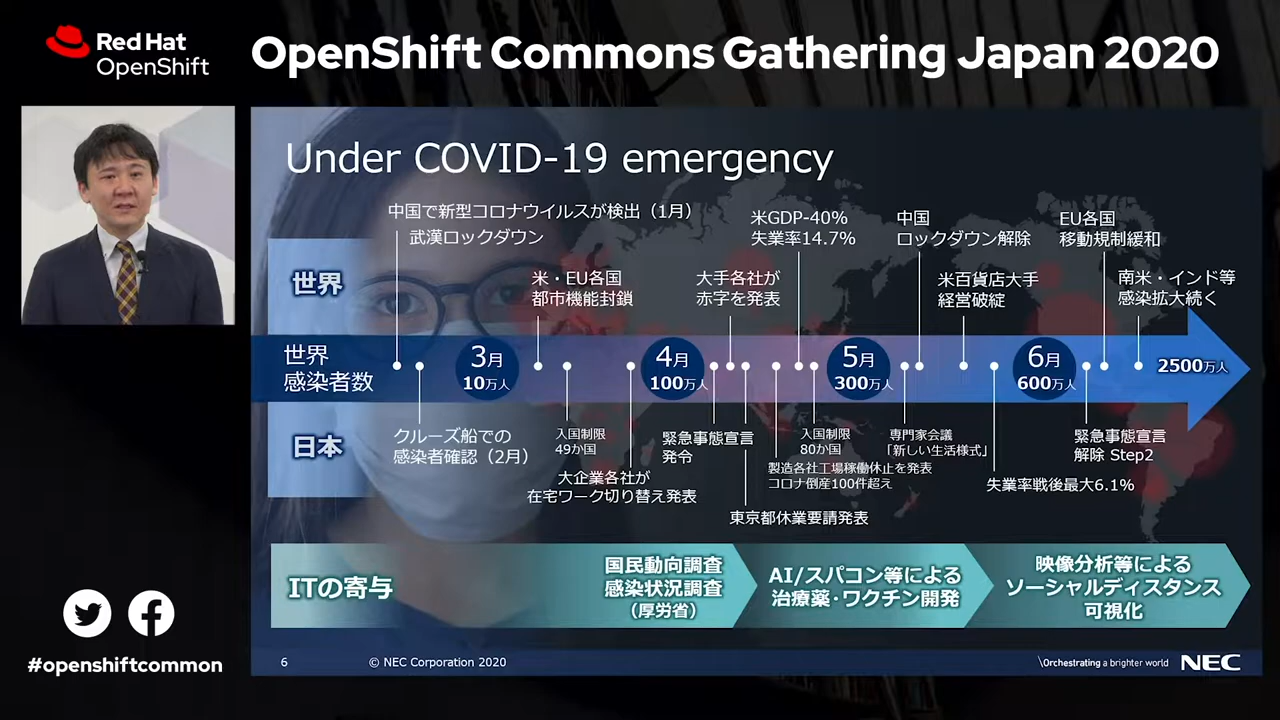 Red Hat
OpenShift
OpenShift Commons Gathering Japan 2020
Under COVID-19 emergency
中国で新型コロナウイルスが検出（1月）
武漢ロックダウン
米GDP-40%
失業率14.7%
中国
ロックダウン解除
EU各国
移動規制緩和
世界
米・EU各国
都市機能封鎖
大手各社が
赤字を発表
米百貨店大手
経営破綻
南米・インド等
感染拡大続く
世界
感染者数
3月
10万人
4月
100万人
5月
300万人
6月
600万人
2500万人
日本
クルーズ船での
感染者確認（2月）
入国制限
49か国
大企業各社が
在宅ワーク切り替え発表
緊急事態宣言
発令
東京都休業要請発表
製造各社工場稼働休止を発表
コロナ倒産100件超え
入国制限
80か国
専門家会議
「新しい生活様式」
失業率戦後最大6.1%
緊急事態宣言
解除 Step2
ITの寄与
国民動向調査
感染状況調査
（厚労省）
AI/スパコン等による
治療薬・ワクチン開発
映像分析等による
ソーシャルディスタンス
可視化
#openshiftcommon
6
© NEC Corporation 2020
\Orchestrating a brighter world
NEC